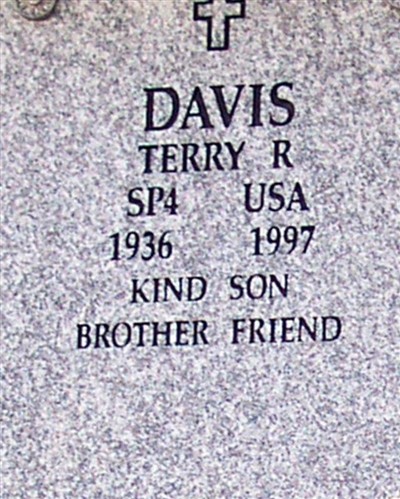 DAVIS
TERRY R
SP4 USA
1936 1997
KIND SON
BROTHER FRIEND